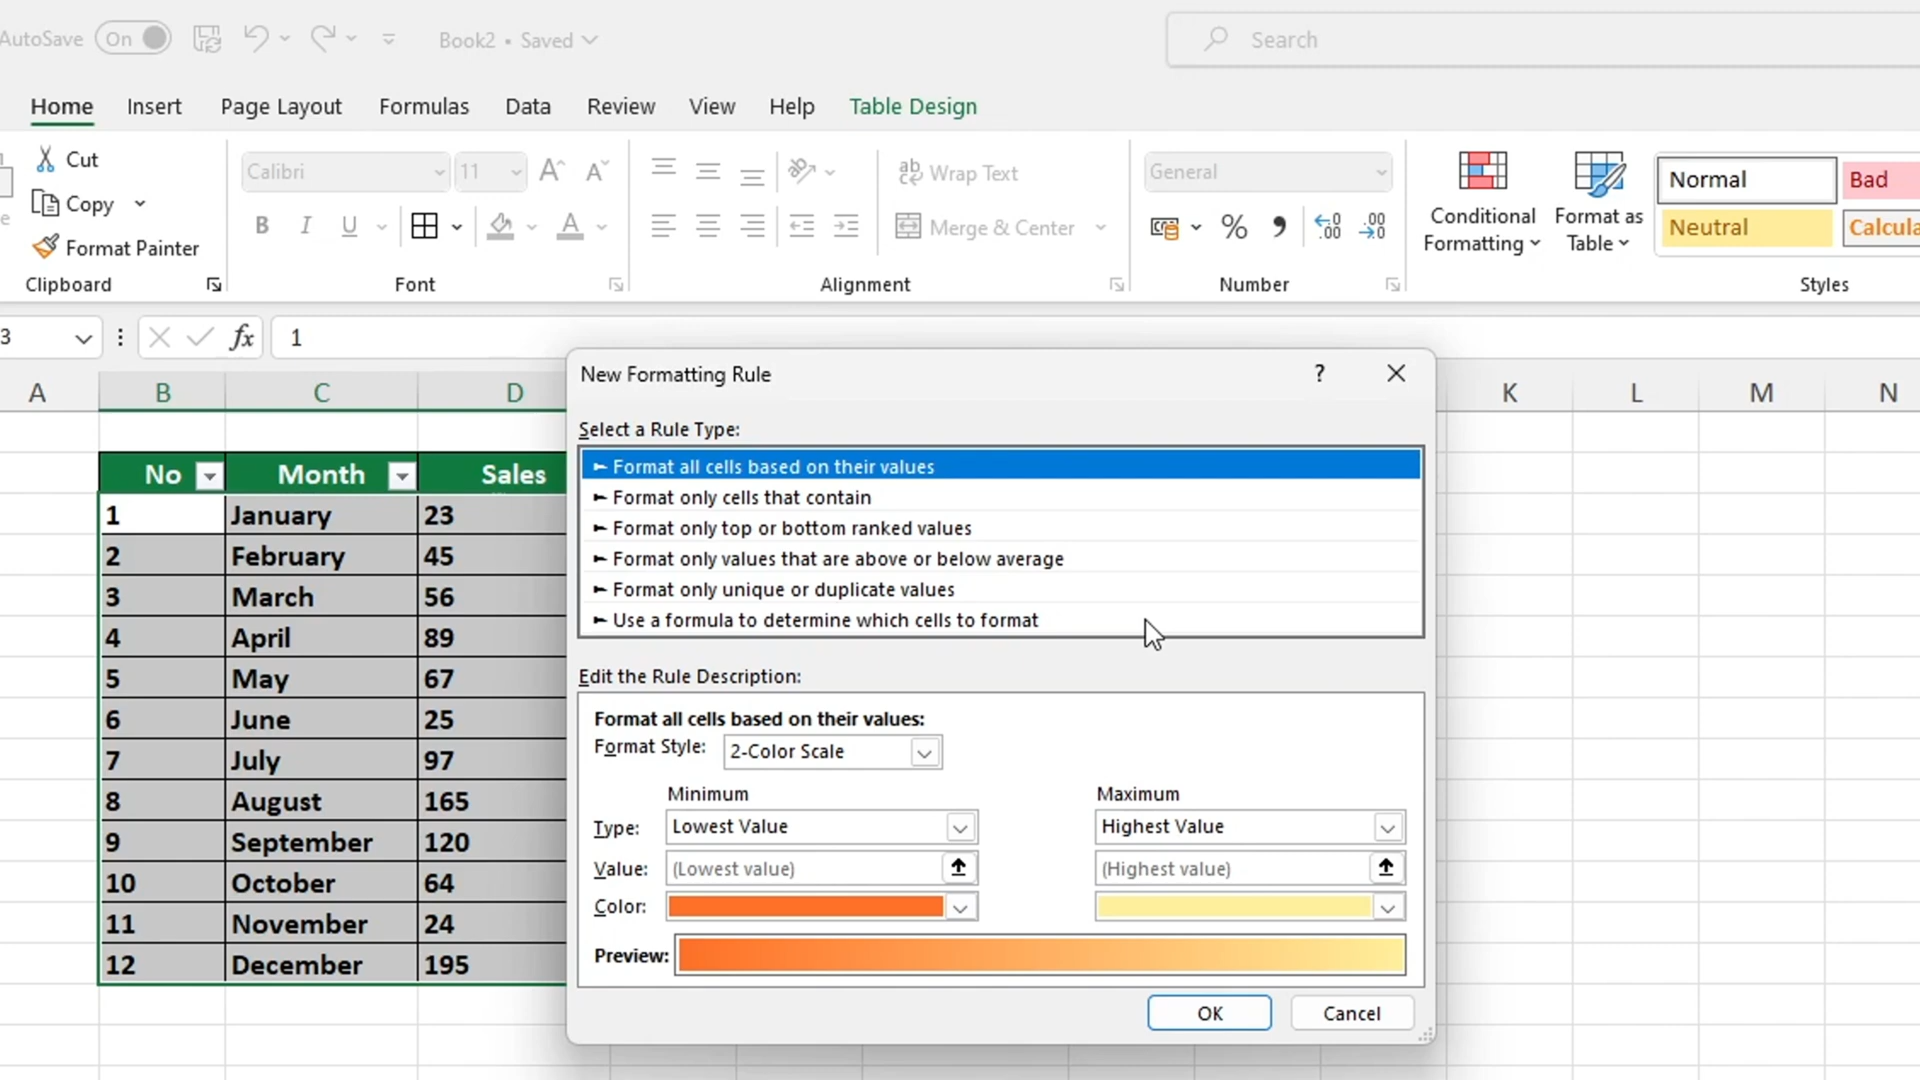 AutoSave On Book2 • Saved Search
Home Insert Page Layout Formulas Data Review View Help Table Design
Cut
Copy
Format Painter
Clipboard
Calibri 11
B I U A
Font
Wrap Text
Merge & Center
Alignment
General
% .00 .00
Number
Conditional
Formatting
Format as
Table
Normal Bad
Neutral Calcula
Styles
3 fx 1
A B C D K L M N
No Month Sales
1 January 23
2 February 45
3 March 56
4 April 89
5 May 67
6 June 25
7 July 97
8 August 165
9 September 120
10 October 64
11 November 24
12 December 195
New Formatting Rule ?
Select a Rule Type:
► Format all cells based on their values
► Format only cells that contain
► Format only top or bottom ranked values
► Format only values that are above or below average
► Format only unique or duplicate values
► Use a formula to determine which cells to format
Edit the Rule Description:
Format all cells based on their values:
Format Style: 2-Color Scale
Minimum Maximum
Type: Lowest Value Highest Value
Value: (Lowest value) (Highest value)
Color:
Preview:
OK Cancel